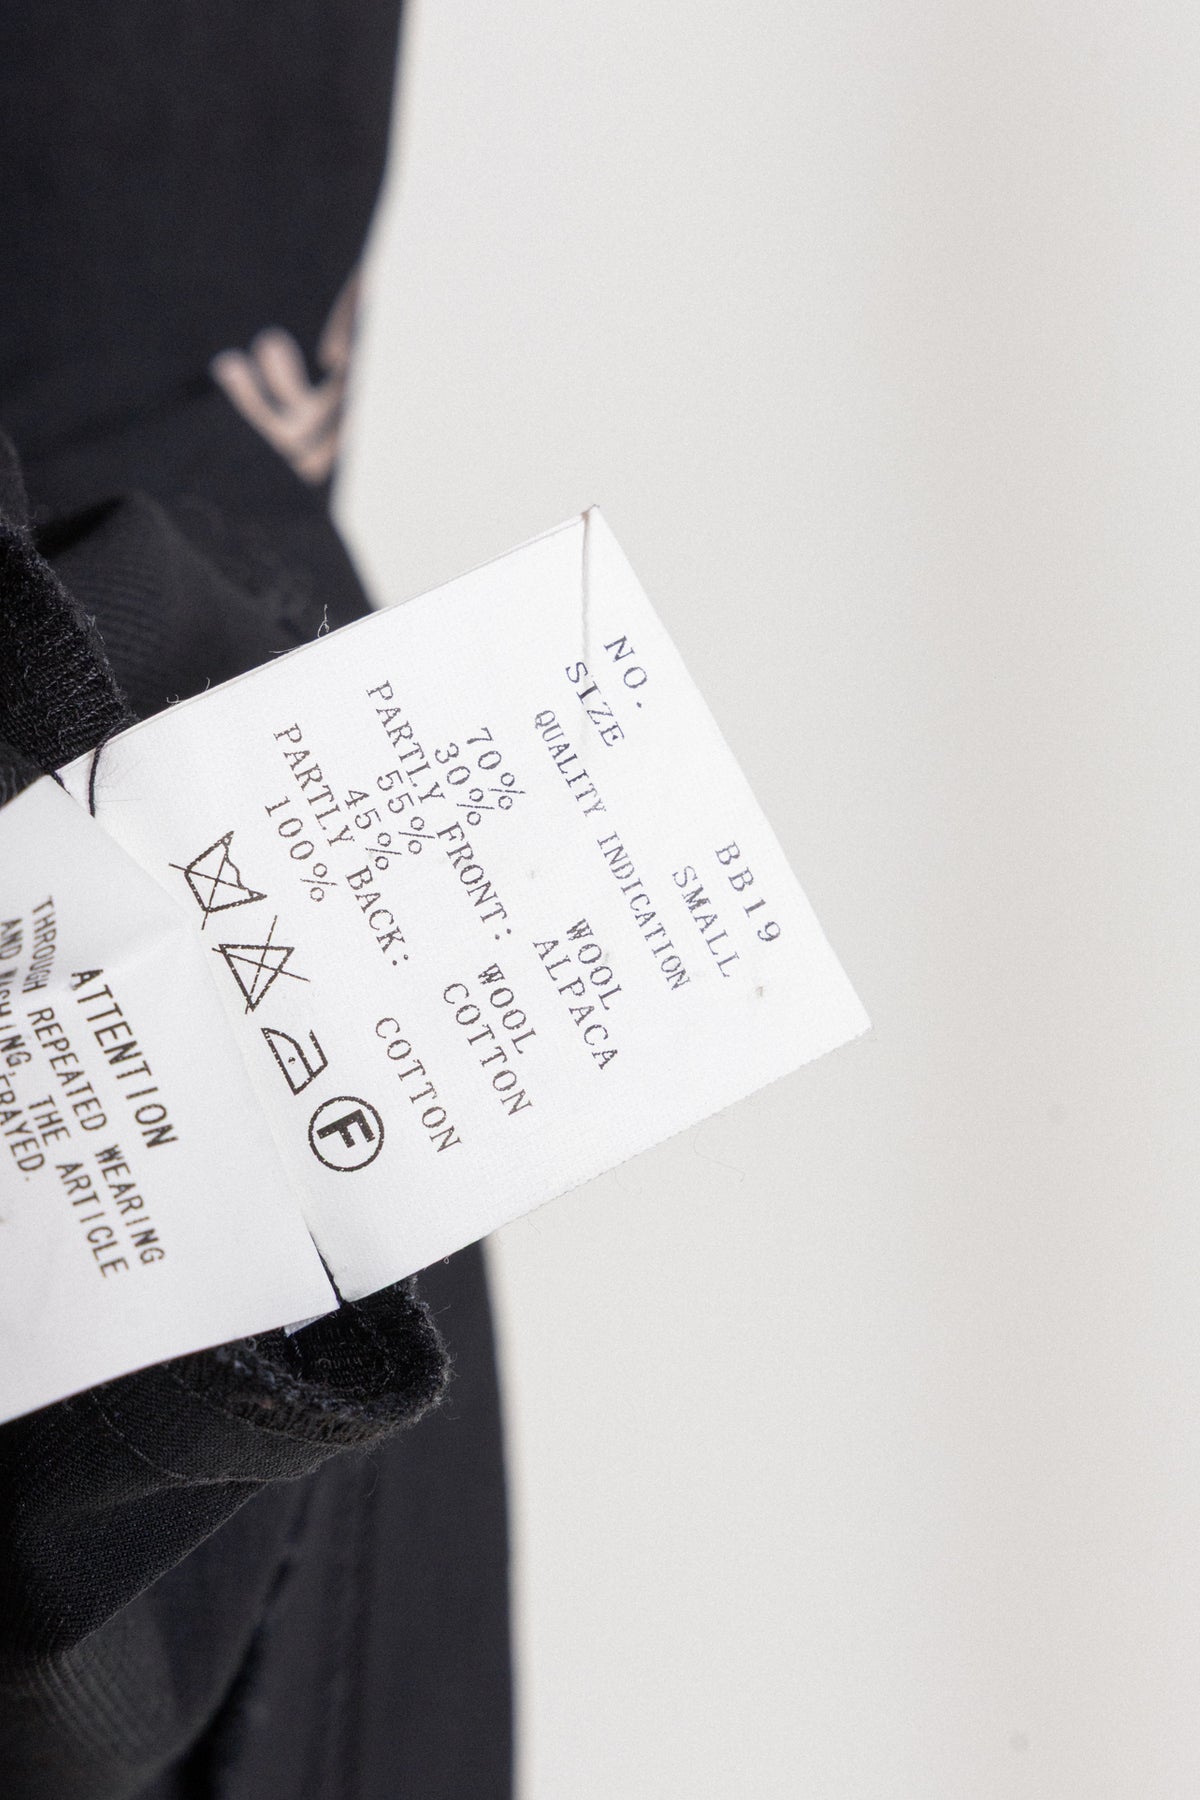 NO. BB19
SIZE SMALL
QUALITY INDICATION
70% WOOL
30% ALPACA
PARTLY FRONT:
55% WOOL
45% COTTON
PARTLY BACK:
100% COTTON
F
ATTENTION
THROUGH REPEATED WEARING
AND THE ARTICLE
FRAYED.